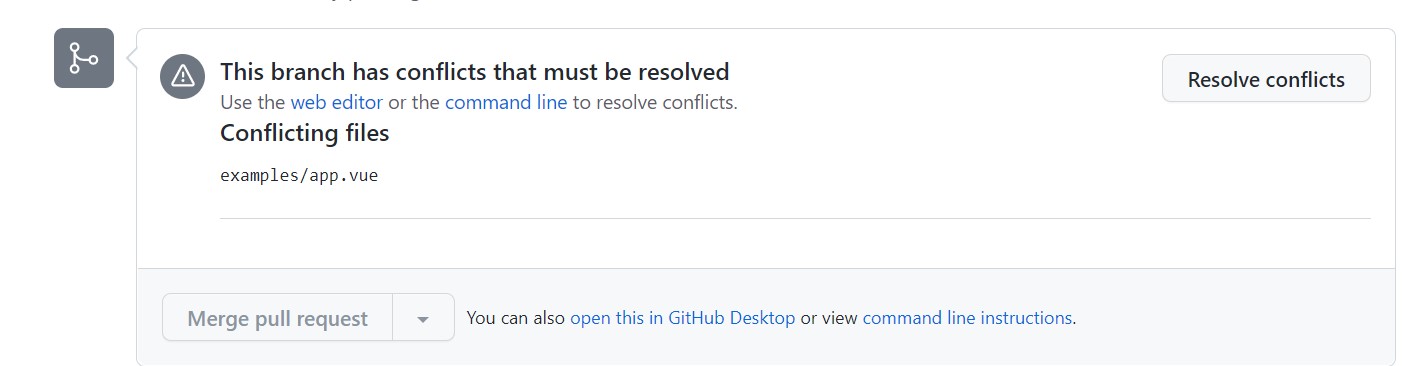 This branch has conflicts that must be resolved
Resolve conflicts
Use the web editor or the command line to resolve conflicts.
Conflicting files
examples/app.vue
Merge pull request
You can also open this in GitHub Desktop or view command line instructions.